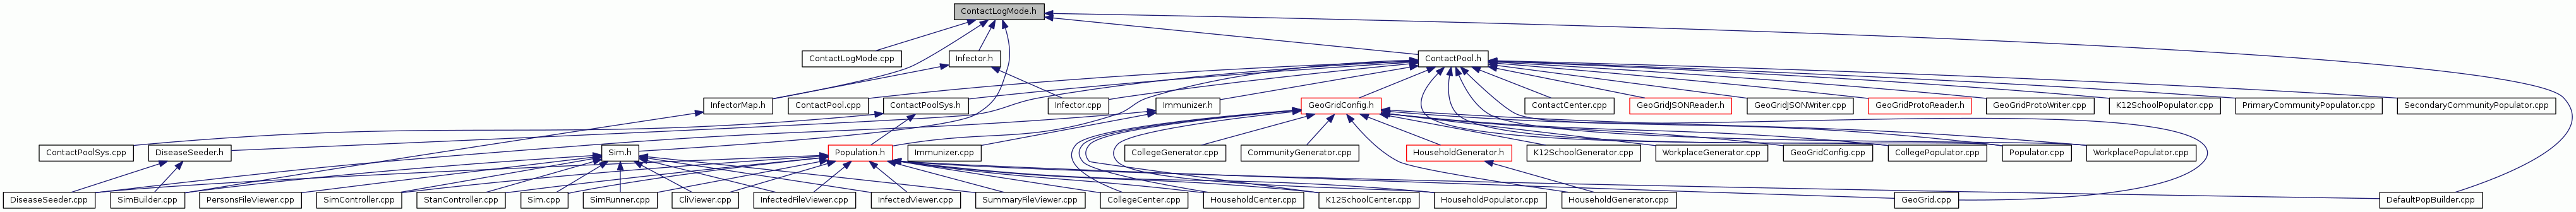 ContactLogMode.h
ContactLogMode.cpp
Infector.h
ContactPool.h
InfectorMap.h
ContactPool.cpp
ContactPoolSys.h
Infector.cpp
Immunizer.h
GeoGridConfig.h
ContactCenter.cpp
GeoGridJSONReader.h
GeoGridJSONWriter.cpp
GeoGridProtoReader.h
GeoGridProtoWriter.cpp
K12SchoolPopulator.cpp
PrimaryCommunityPopulator.cpp
SecondaryCommunityPopulator.cpp
ContactPoolSys.cpp
DiseaseSeeder.h
Sim.h
Population.h
Immunizer.cpp
CollegeGenerator.cpp
CommunityGenerator.cpp
HouseholdGenerator.h
K12SchoolGenerator.cpp
WorkplaceGenerator.cpp
GeoGridConfig.cpp
CollegePopulator.cpp
Populator.cpp
WorkplacePopulator.cpp
DiseaseSeeder.cpp
SimBuilder.cpp
PersonsFileViewer.cpp
SimController.cpp
StanController.cpp
Sim.cpp
SimRunner.cpp
CliViewer.cpp
InfectedFileViewer.cpp
InfectedViewer.cpp
SummaryFileViewer.cpp
CollegeCenter.cpp
HouseholdCenter.cpp
K12SchoolCenter.cpp
HouseholdPopulator.cpp
HouseholdGenerator.cpp
GeoGrid.cpp
DefaultPopBuilder.cpp